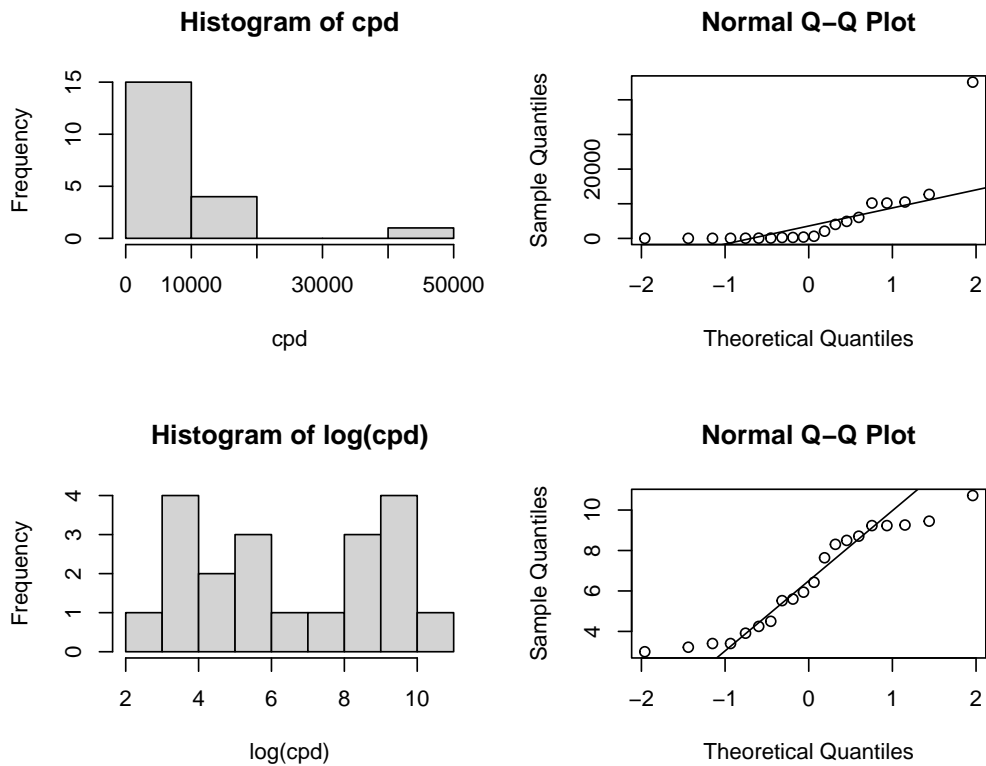 Histogram of cpd
Frequency
15
10
5
0
0 10000 30000 50000
cpd
Normal Q−Q Plot
Sample Quantiles
20000
0
−2 −1 0 1 2
Theoretical Quantiles
Histogram of log(cpd)
Frequency
4
3
2
1
0
2 4 6 8 10
log(cpd)
Normal Q−Q Plot
Sample Quantiles
10
8
6
4
−2 −1 0 1 2
Theoretical Quantiles